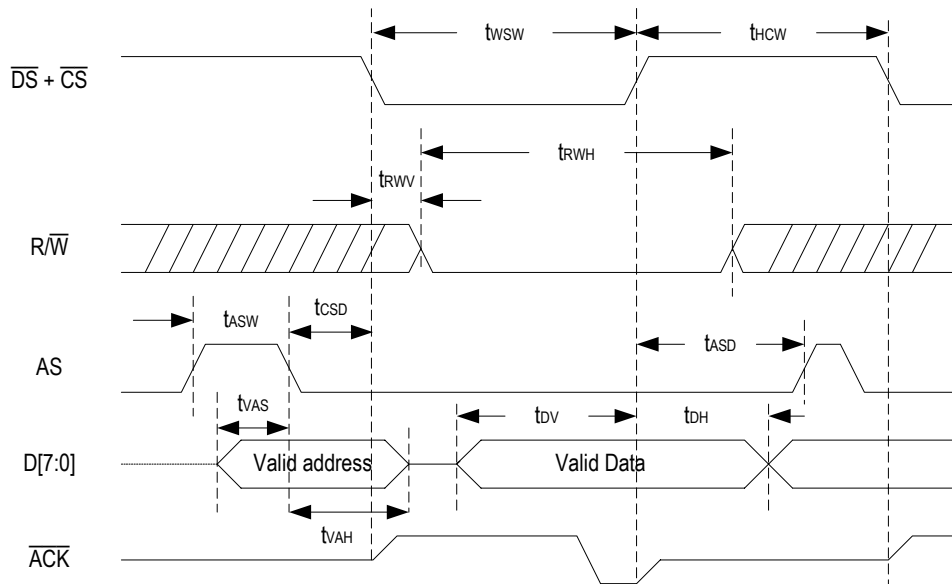 tWSW
tHCW
DS + CS
tRWH
tRWV
R/W
tASW
tCSD
AS
tASD
tVAS
tDV
tDH
D[7:0]
Valid address
Valid Data
tVAH
ACK